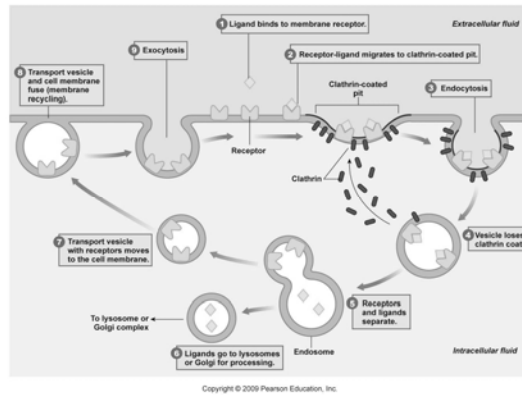 1 Ligand binds to membrane receptor.
Extracellular fluid
9 Exocytosis
2 Receptor-ligand migrates to clathrin-coated pit.
8 Transport vesicle
and cell membrane
fuse (membrane
recycling).
Clathrin-coated
pit
3 Endocytosis
Receptor
Clathrin
4 Vesicle loses
clathrin coat
7 Transport vesicle
with receptors moves
to the cell membrane.
5 Receptors
and ligands
separate.
To lysosome or
Golgi complex
6 Ligands go to lysosomes
or Golgi for processing.
Endosome
Intracellular fluid
Copyright © 2009 Pearson Education, Inc.